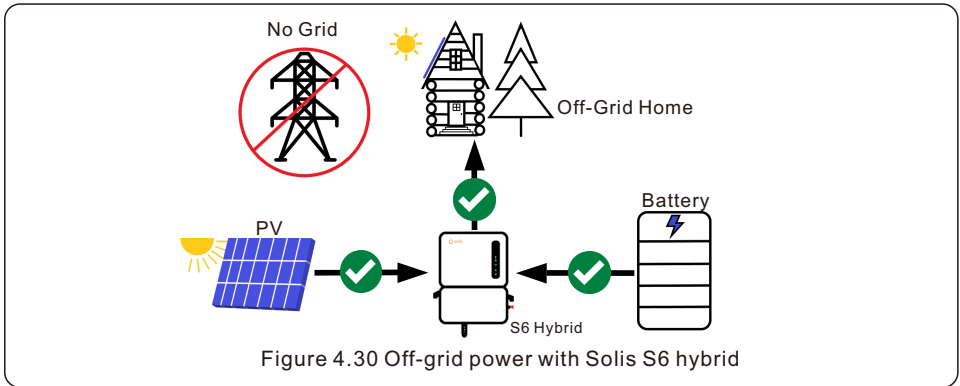 No Grid
Off-Grid Home
PV
Battery
solis
S6 Hybrid
Figure 4.30 Off-grid power with Solis S6 hybrid